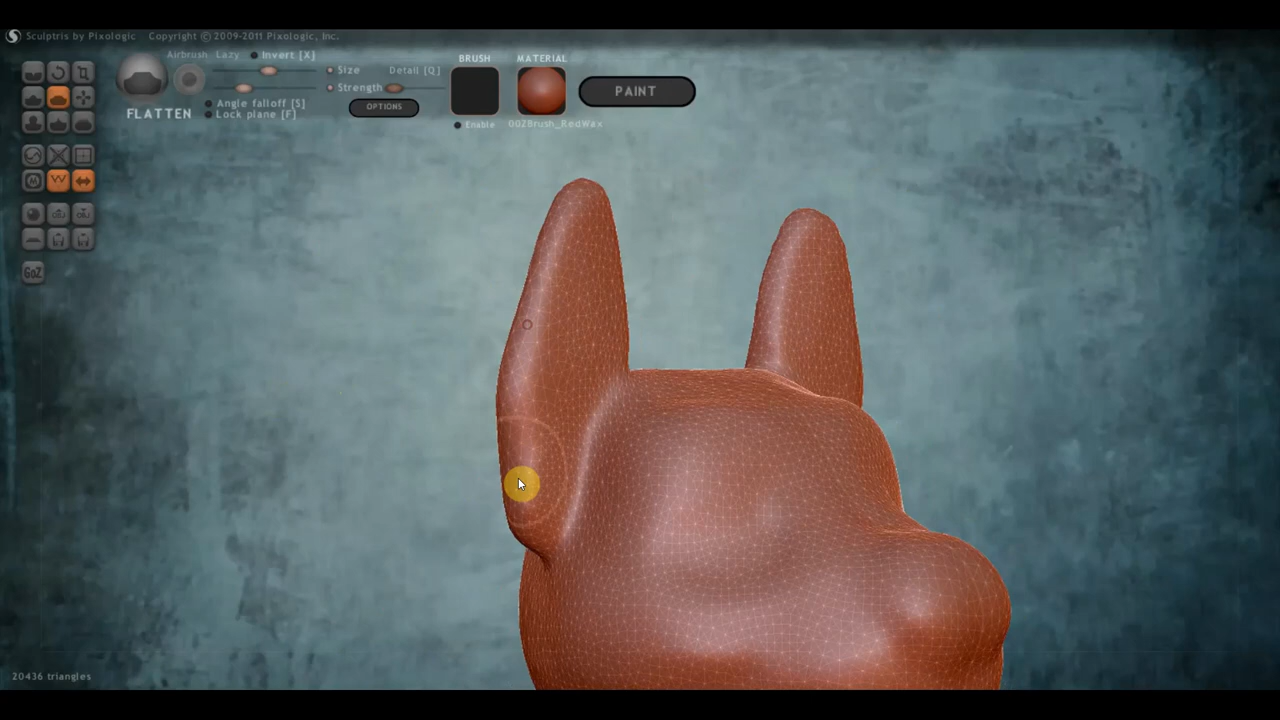 Sculptris by Pixologic Copyright © 2009-2011 Pixologic, Inc.
Airbrush Lazy Invert [X]
Size Detail [Q]
Strength
Angle falloff [S]
Lock plane [F]
FLATTEN
OPTIONS
BRUSH
Enable
MATERIAL
00ZBrush_RedWax
PAINT
M
GoZ
20436 triangles